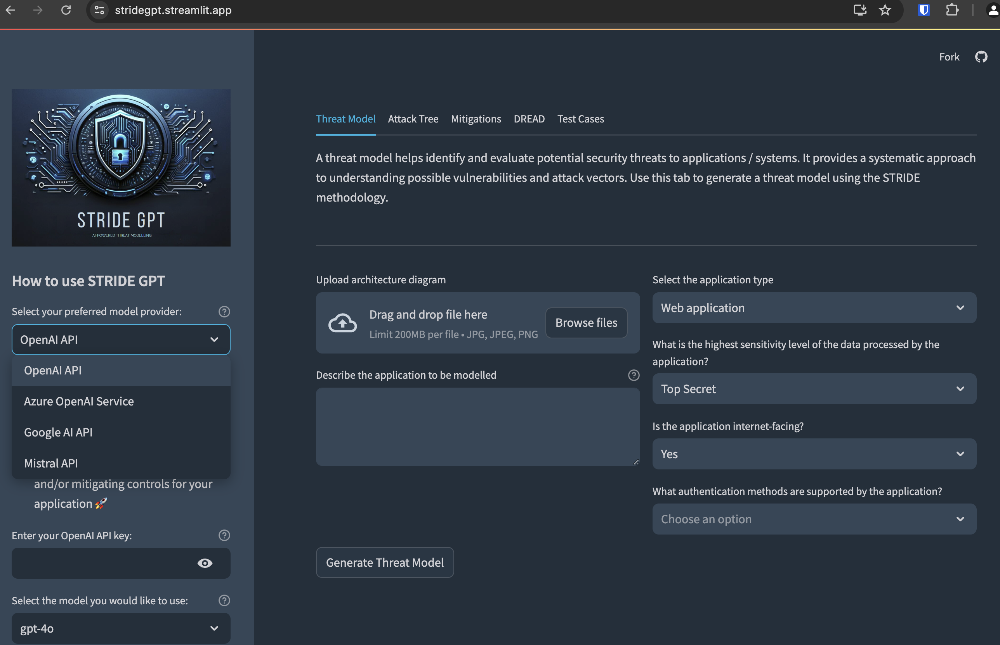 stridegpt.streamlit.app
Fork
STRIDE GPT
AI-POWERED THREAT MODELLING
How to use STRIDE GPT
Select your preferred model provider:
OpenAI API
OpenAI API
Azure OpenAI Service
Google AI API
Mistral API
and/or mitigating controls for your
application 🚀
Enter your OpenAI API key:
Select the model you would like to use:
gpt-4o
Threat Model
Attack Tree
Mitigations
DREAD
Test Cases
A threat model helps identify and evaluate potential security threats to applications / systems. It provides a systematic approach
to understanding possible vulnerabilities and attack vectors. Use this tab to generate a threat model using the STRIDE
methodology.
Upload architecture diagram
Drag and drop file here
Limit 200MB per file • JPG, JPEG, PNG
Browse files
Describe the application to be modelled
Select the application type
Web application
What is the highest sensitivity level of the data processed by the
application?
Top Secret
Is the application internet-facing?
Yes
What authentication methods are supported by the application?
Choose an option
Generate Threat Model